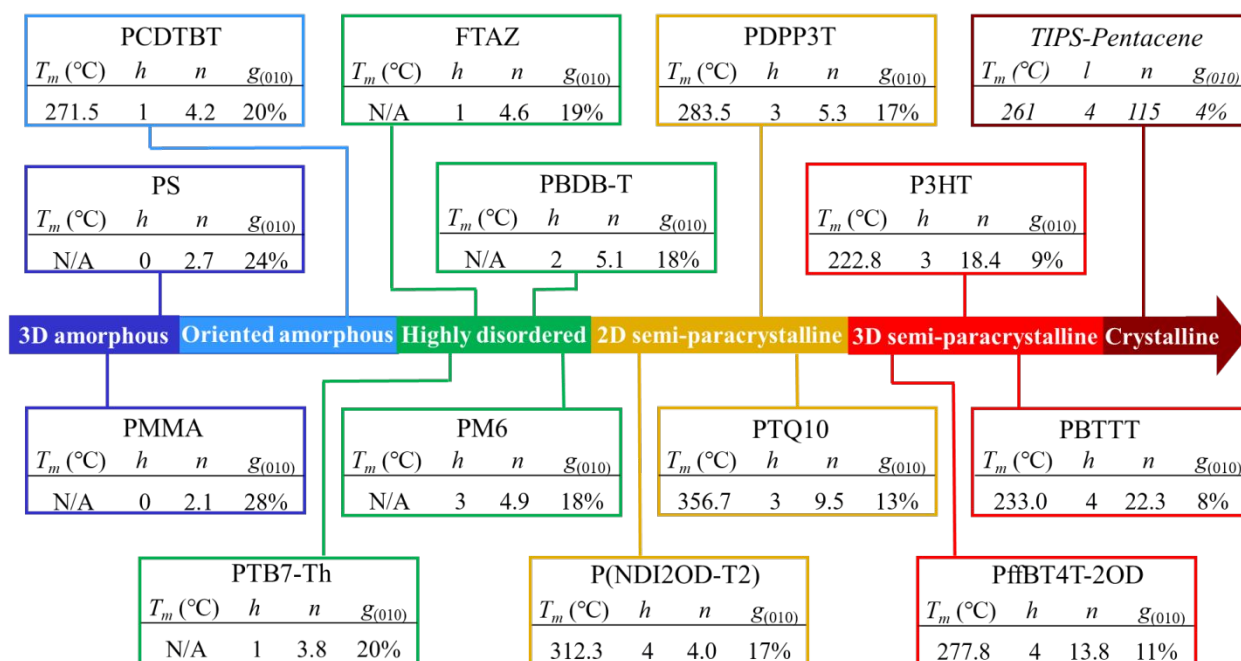 PCDTBT
Tm (°C) h n g(010)
271.5 1 4.2 20%
FTAZ
Tm (°C) h n g(010)
N/A 1 4.6 19%
PDPP3T
Tm (°C) h n g(010)
283.5 3 5.3 17%
TIPS-Pentacene
Tm (°C) l n g(010)
261 4 115 4%
PS
Tm (°C) h n g(010)
N/A 0 2.7 24%
PBDB-T
Tm (°C) h n g(010)
N/A 2 5.1 18%
P3HT
Tm (°C) h n g(010)
222.8 3 18.4 9%
3D amorphous Oriented amorphous Highly disordered 2D semi-paracrystalline 3D semi-paracrystalline Crystalline
PMMA
Tm (°C) h n g(010)
N/A 0 2.1 28%
PM6
Tm (°C) h n g(010)
N/A 3 4.9 18%
PTQ10
Tm (°C) h n g(010)
356.7 3 9.5 13%
PBTTT
Tm (°C) h n g(010)
233.0 4 22.3 8%
PTB7-Th
Tm (°C) h n g(010)
N/A 1 3.8 20%
P(NDI2OD-T2)
Tm (°C) h n g(010)
312.3 4 4.0 17%
PffBT4T-2OD
Tm (°C) h n g(010)
277.8 4 13.8 11%